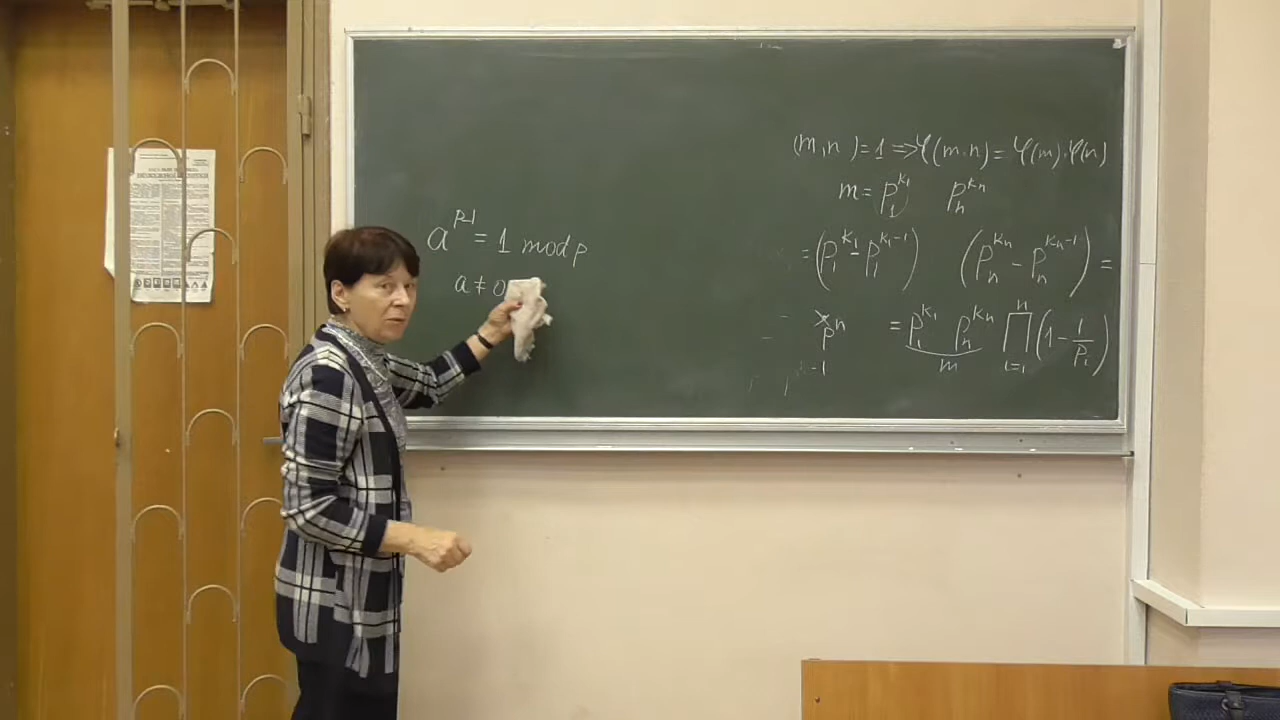 a^{p-1} = 1 mod p
a ≠ 0
(m, n) = 1 => φ(m·n) = φ(m)·φ(n)
m = p_1^{k_1} p_n^{k_n}
= (p_1^{k_1} - p_1^{k_1-1}) (p_n^{k_n} - p_n^{k_n-1}) =
p^n = p_1^{k_1} p_n^{k_n} ∏_{i=1}^{n} (1 - 1/p_i)
-1 m